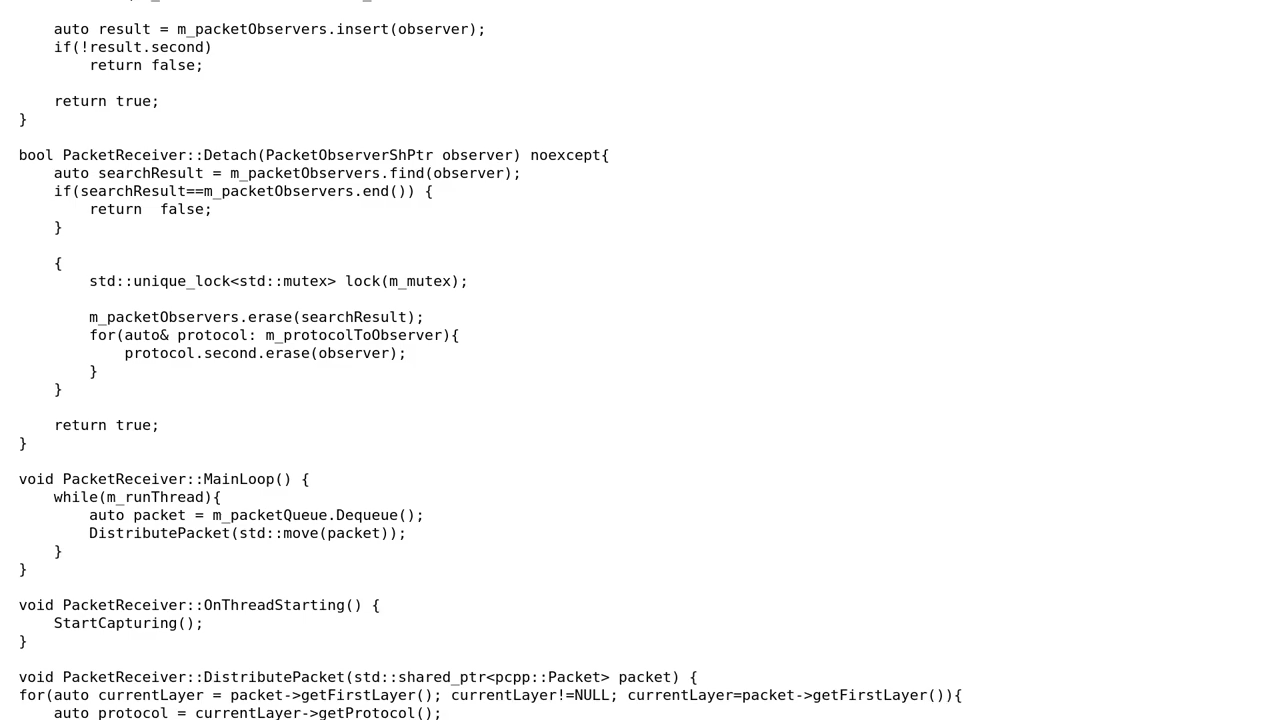 auto result = m_packetObservers.insert(observer);
    if(!result.second)
        return false;

    return true;
}

bool PacketReceiver::Detach(PacketObserverShPtr observer) noexcept{
    auto searchResult = m_packetObservers.find(observer);
    if(searchResult==m_packetObservers.end()) {
        return  false;
    }

    {
        std::unique_lock<std::mutex> lock(m_mutex);

        m_packetObservers.erase(searchResult);
        for(auto& protocol: m_protocolToObserver){
            protocol.second.erase(observer);
        }
    }

    return true;
}

void PacketReceiver::MainLoop() {
    while(m_runThread){
        auto packet = m_packetQueue.Dequeue();
        DistributePacket(std::move(packet));
    }
}

void PacketReceiver::OnThreadStarting() {
    StartCapturing();
}

void PacketReceiver::DistributePacket(std::shared_ptr<pcpp::Packet> packet) {
for(auto currentLayer = packet->getFirstLayer(); currentLayer!=NULL; currentLayer=packet->getFirstLayer()){
    auto protocol = currentLayer->getProtocol();